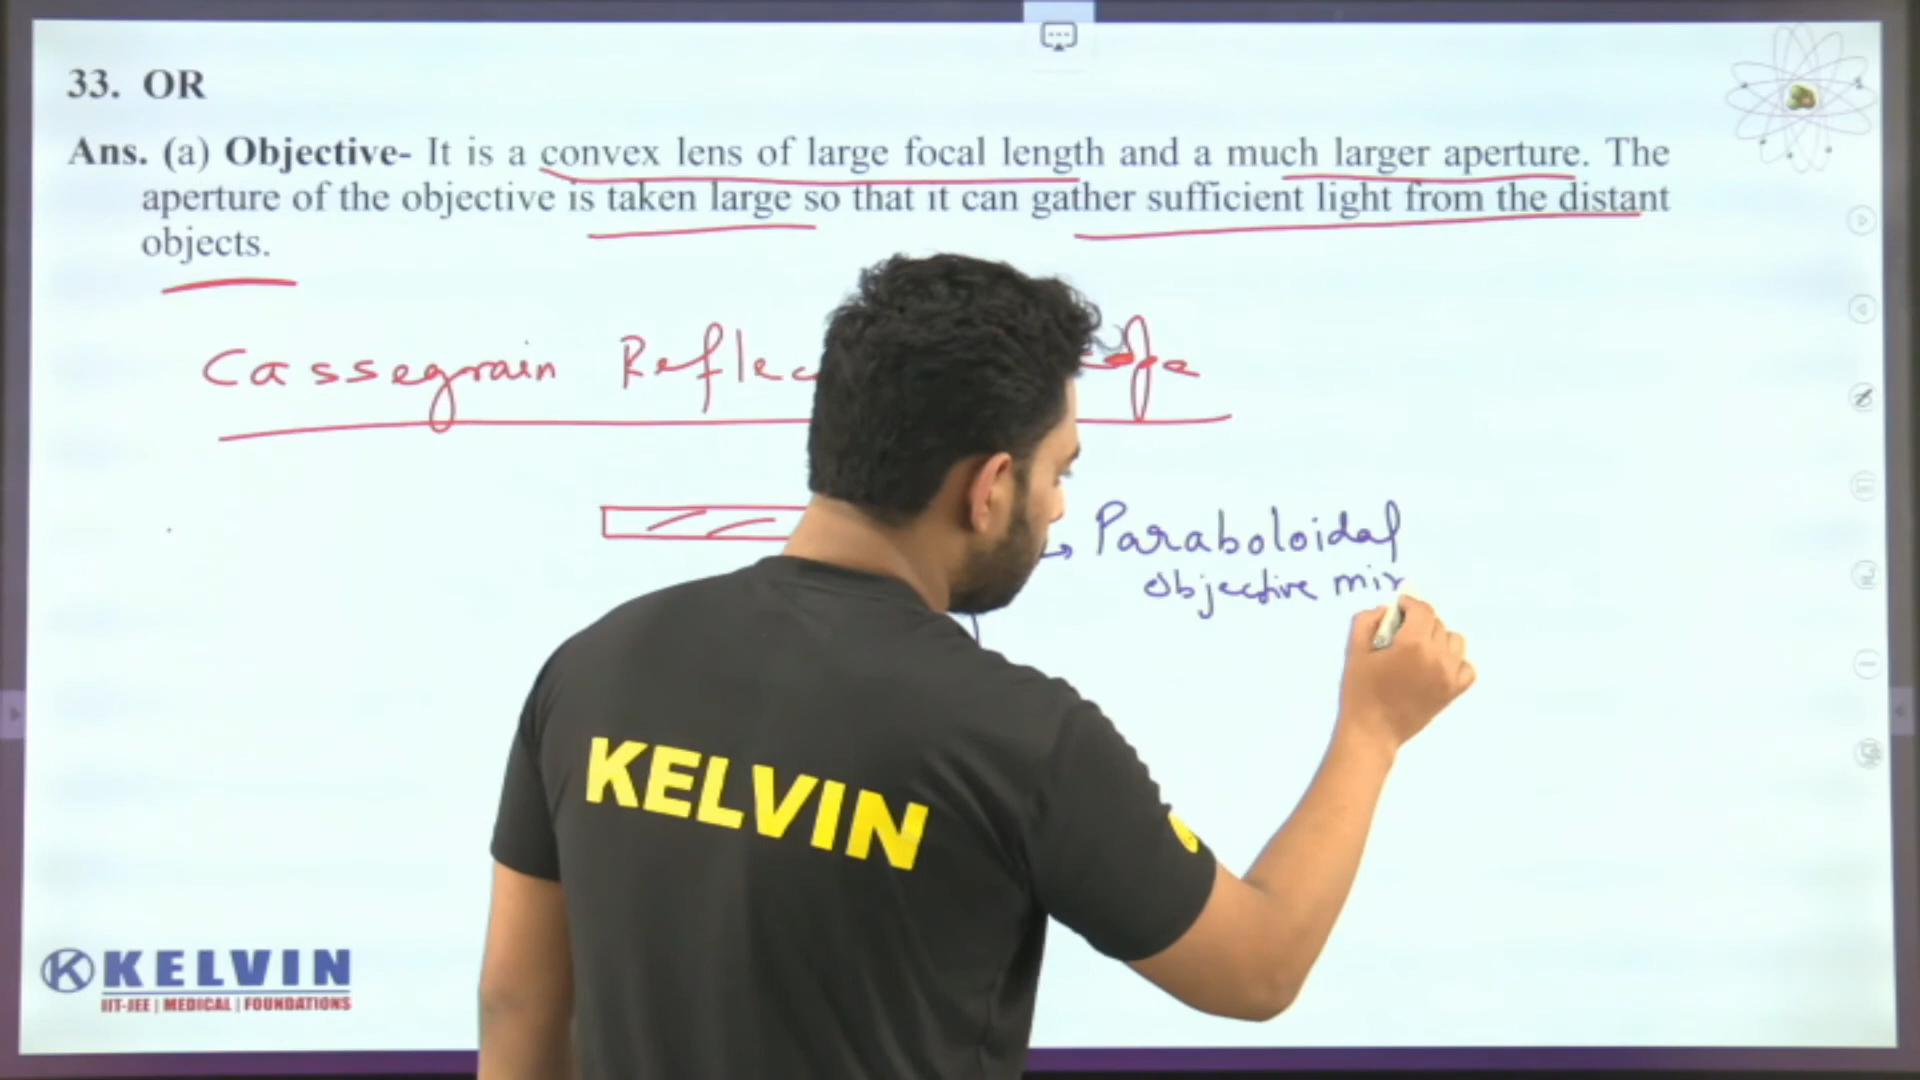 33. OR
Ans. (a) Objective- It is a convex lens of large focal length and a much larger aperture. The
aperture of the objective is taken large so that it can gather sufficient light from the distant
objects.
Cassegrain Reflec
Paraboloidal
Objective mir
KELVIN
KELVIN
IIT-JEE | MEDICAL | FOUNDATIONS